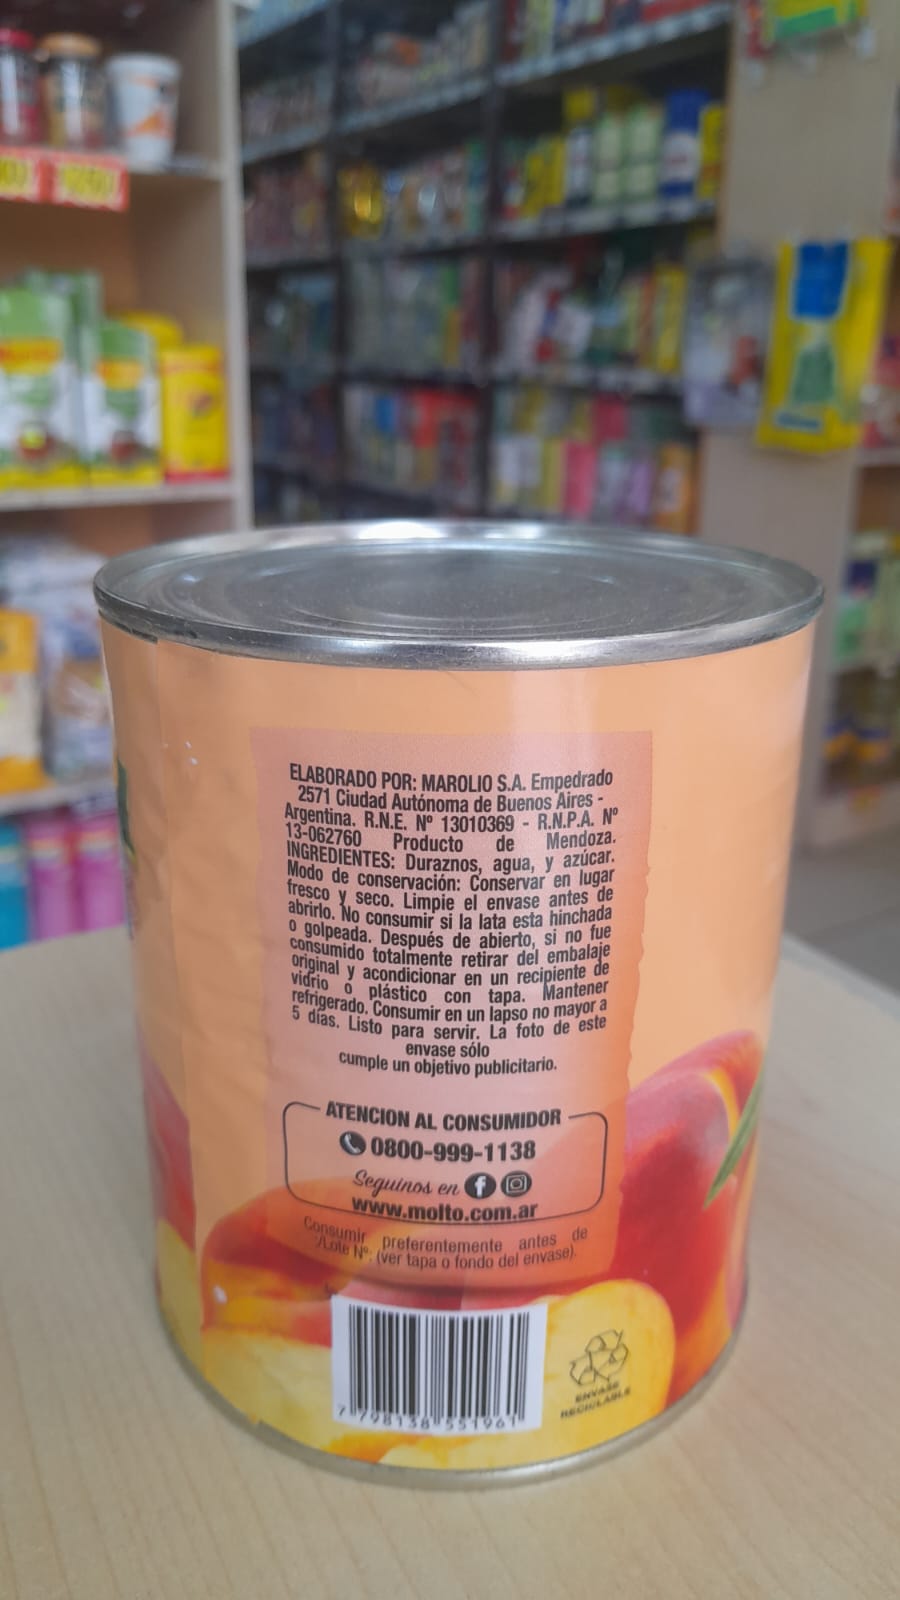 ELABORADO POR: MAROLIO S.A. Empedrado
2571 Ciudad Autónoma de Buenos Aires -
Argentina. R.N.E. Nº 13010369 - R.N.P.A. Nº
13-062760 Producto de Mendoza.
INGREDIENTES: Duraznos, agua, y azúcar.
Modo de conservación: Conservar en lugar
fresco y seco. Limpie el envase antes de
abrirlo. No consumir si la lata esta hinchada
o golpeada. Después de abierto, si no fue
consumido totalmente retirar del embalaje
original y acondicionar en un recipiente de
vidrio o plástico con tapa. Mantener
refrigerado. Consumir en un lapso no mayor a
5 días. Listo para servir. La foto de este
envase sólo
cumple un objetivo publicitario.
ATENCION AL CONSUMIDOR
0800-999-1138
Seguinos en
www.molto.com.ar
Consumir preferentemente antes de
/Lote Nº: (ver tapa o fondo del envase).
7 798138 551961
ENVASE
RECICLABLE